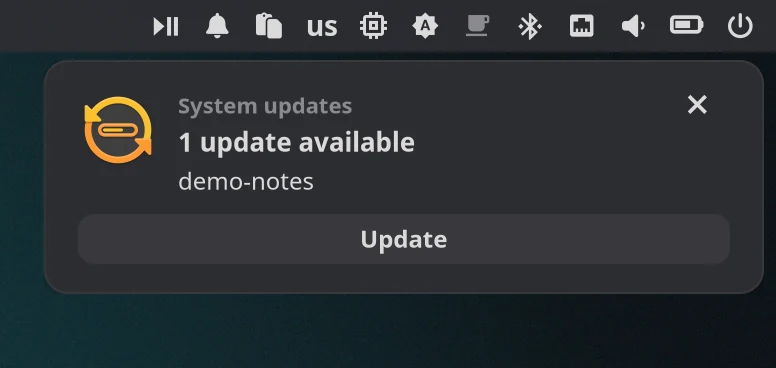 us
System updates
1 update available
demo-notes
Update